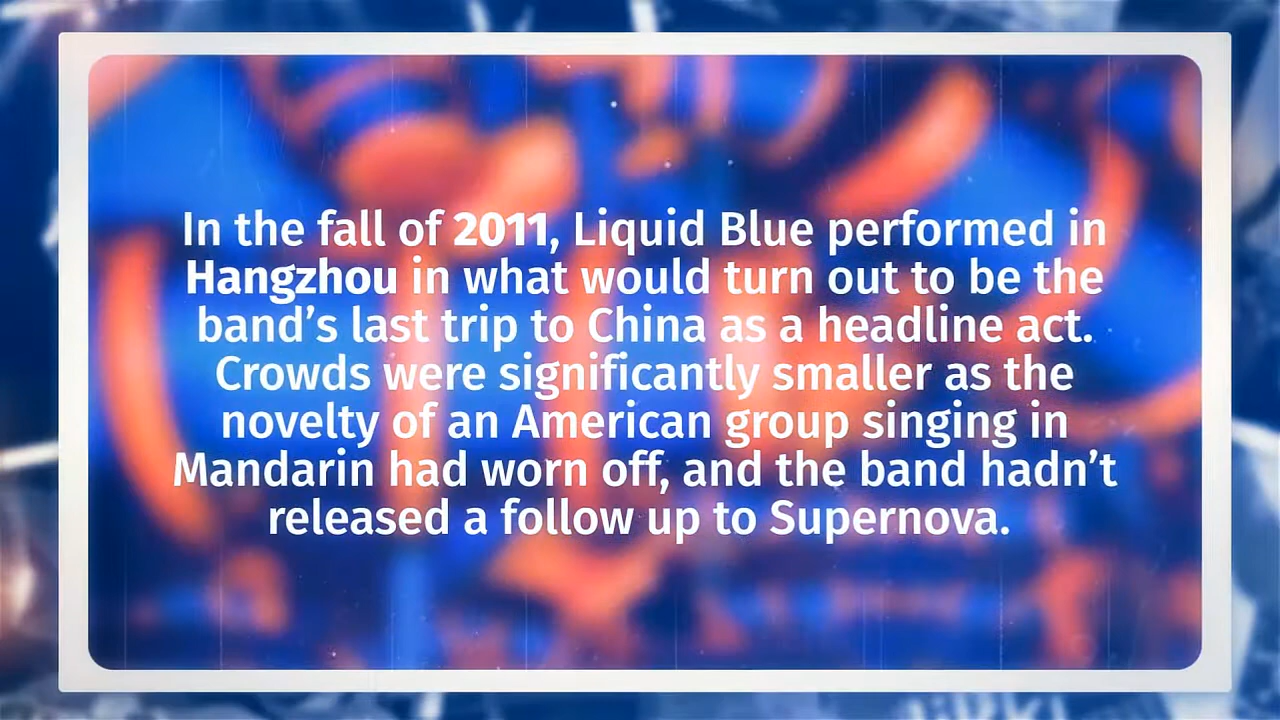 In the fall of 2011, Liquid Blue performed in
Hangzhou in what would turn out to be the
band’s last trip to China as a headline act.
Crowds were significantly smaller as the
novelty of an American group singing in
Mandarin had worn off, and the band hadn’t
released a follow up to Supernova.